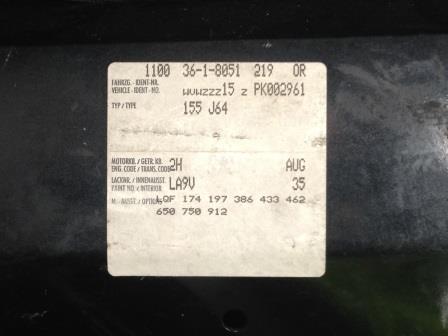 1100 36-1-8051 219 OR
FAHRZG.-IDENT-NR.
VEHICLE-IDENT-NO. WVWZZZ15 Z PK002961
TYP / TYPE 155 J64
MOTORKB. / GETR. KB.
ENG. CODE / TRANS. CODE 2H AUG
LACKNR. / INNENAUSST.
PAINT NO. / INTERIOR LA9V 35
M.-AUSST. / OPTIONS LQF 174 197 386 433 462
650 750 912